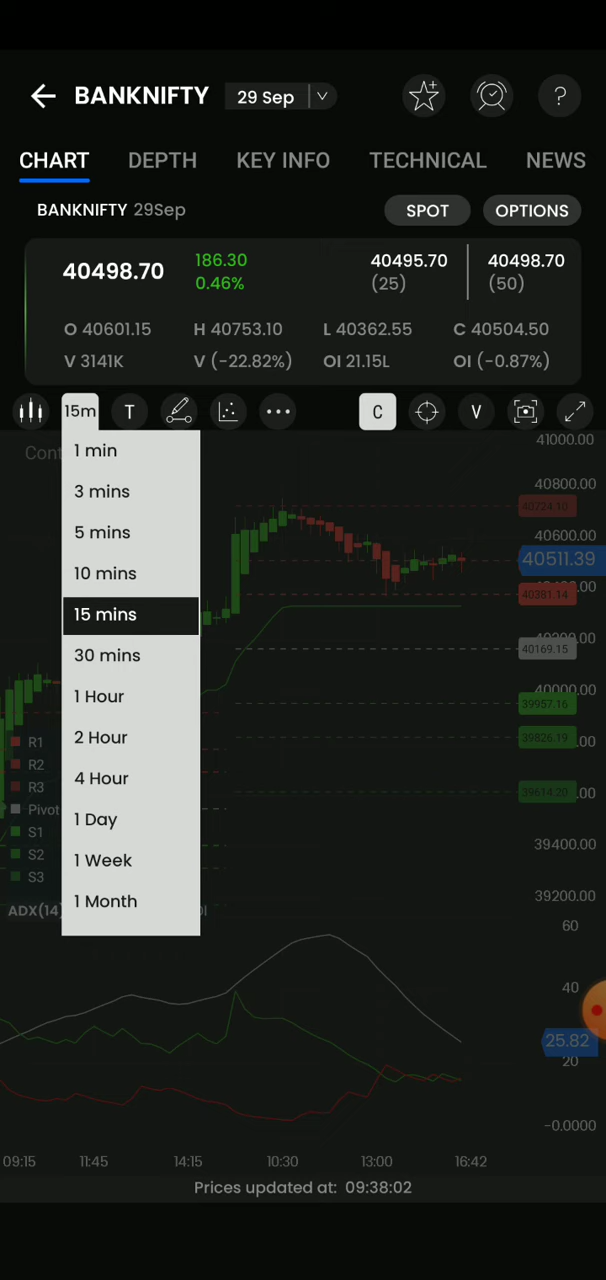 BANKNIFTY 29 Sep ?
CHART DEPTH KEY INFO TECHNICAL NEWS
BANKNIFTY 29Sep SPOT OPTIONS
40498.70 186.30 0.46% 40495.70 (25) 40498.70 (50)
O 40601.15 H 40753.10 L 40362.55 C 40504.50
V 3141K V (-22.82%) OI 21.15L OI (-0.87%)
15m T C V
Cont
1 min
3 mins
5 mins
10 mins
15 mins
30 mins
1 Hour
2 Hour
4 Hour
1 Day
1 Week
1 Month
41000.00
40800.00
40724.10
40600.00
40511.39
40381.14
40200.00
40169.15
40000.00
39957.16
39826.19
39614.20
39400.00
39200.00
R1
R2
R3
Pivot
S1
S2
S3
ADX(14)
60
40
25.82
20
-0.0000
09:15 11:45 14:15 10:30 13:00 16:42
Prices updated at: 09:38:02